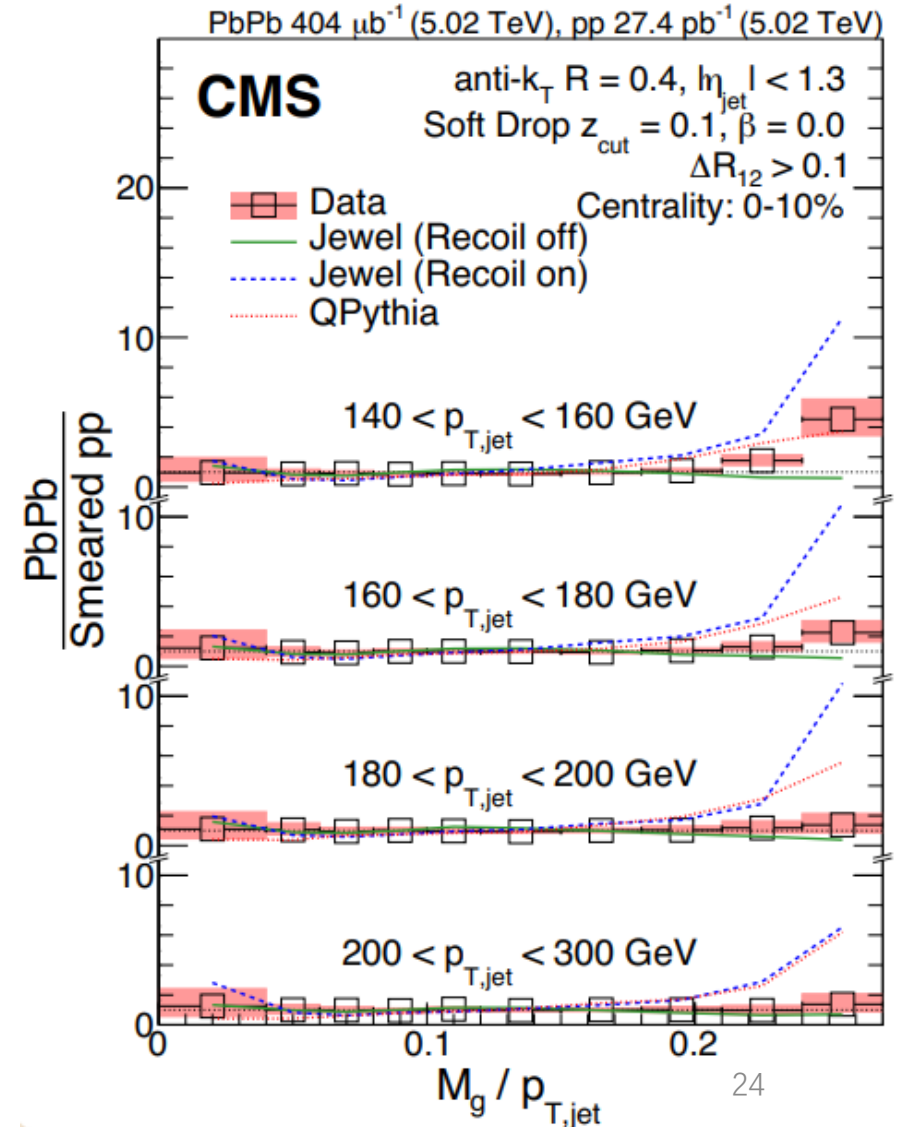 PbPb 404 μb⁻¹ (5.02 TeV), pp 27.4 pb⁻¹ (5.02 TeV)
CMS
anti-k_T R = 0.4, |η_jet| < 1.3
Soft Drop z_cut = 0.1, β = 0.0
ΔR₁₂ > 0.1
Centrality: 0-10%
Data
Jewel (Recoil off)
Jewel (Recoil on)
QPythia
20
10
140 < p_T,jet < 160 GeV
0
10
160 < p_T,jet < 180 GeV
0
10
180 < p_T,jet < 200 GeV
0
10
200 < p_T,jet < 300 GeV
0
PbPb
Smeared pp
0 0.1 0.2
M_g / p_T,jet
24